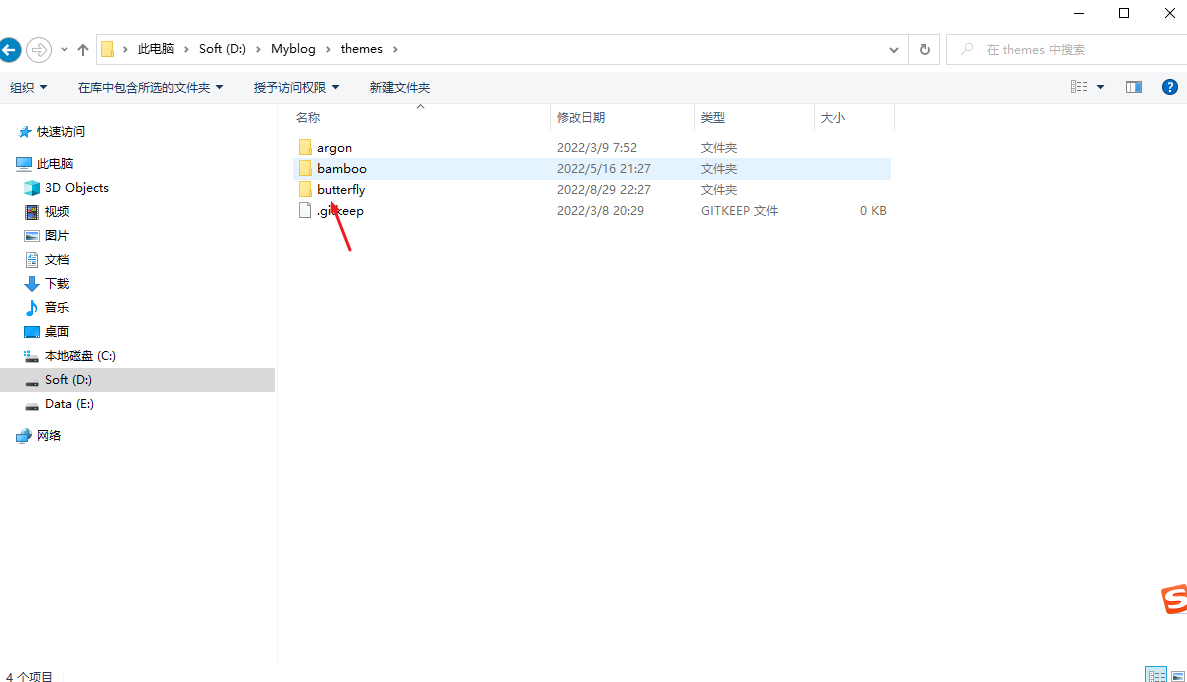 此电脑 Soft (D:) Myblog themes
在 themes 中搜索
组织 在库中包含所选的文件夹 授予访问权限 新建文件夹
名称 修改日期 类型 大小
快速访问
此电脑
3D Objects
视频
图片
文档
下载
音乐
桌面
本地磁盘 (C:)
Soft (D:)
Data (E:)
网络
argon 2022/3/9 7:52 文件夹
bamboo 2022/5/16 21:27 文件夹
butterfly 2022/8/29 22:27 文件夹
.gitkeep 2022/3/8 20:29 GITKEEP 文件 0 KB
4 个项目